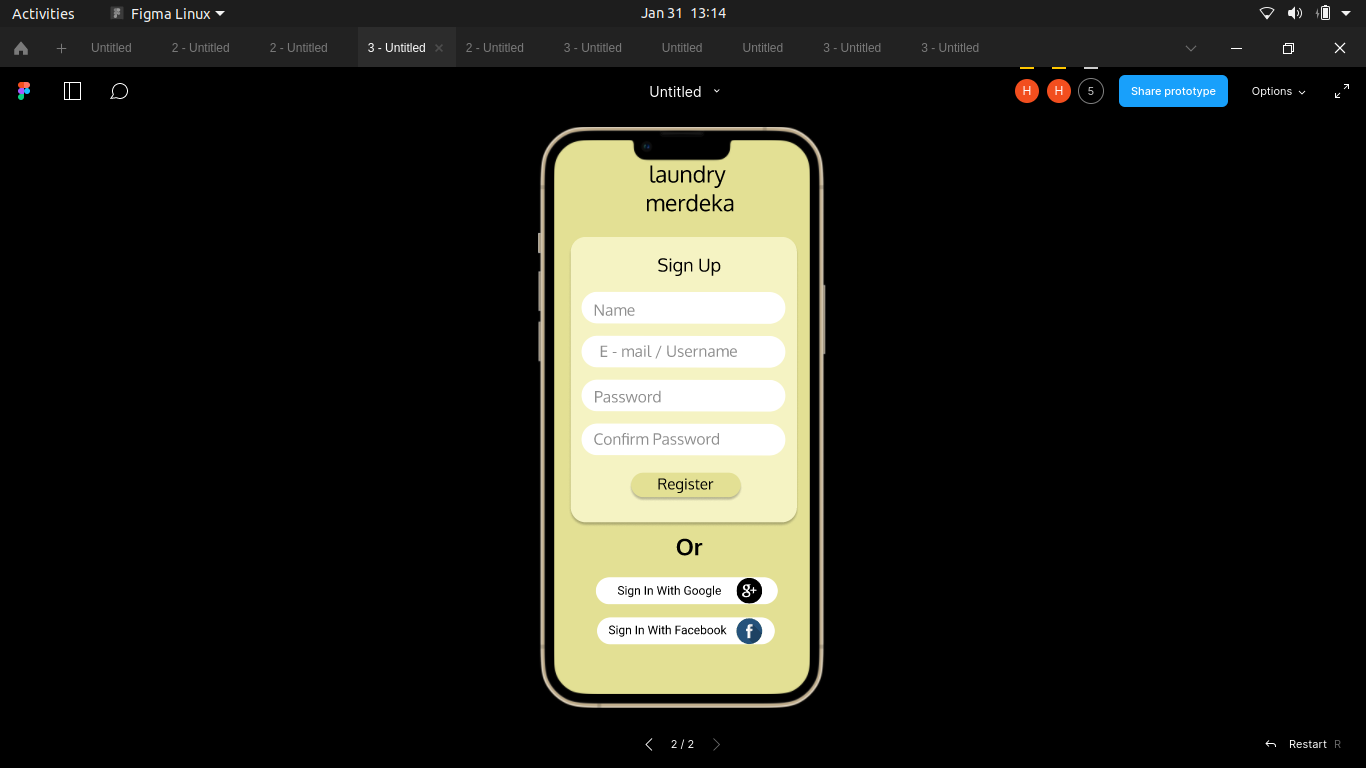 Activities Figma Linux Jan 31 13:14
Untitled 2 - Untitled 2 - Untitled 3 - Untitled 2 - Untitled 3 - Untitled Untitled Untitled 3 - Untitled 3 - Untitled
Untitled H H 5 Share prototype Options
laundry
merdeka
Sign Up
Name
E - mail / Username
Password
Confirm Password
Register
Or
Sign In With Google g+
Sign In With Facebook f
2 / 2 Restart R